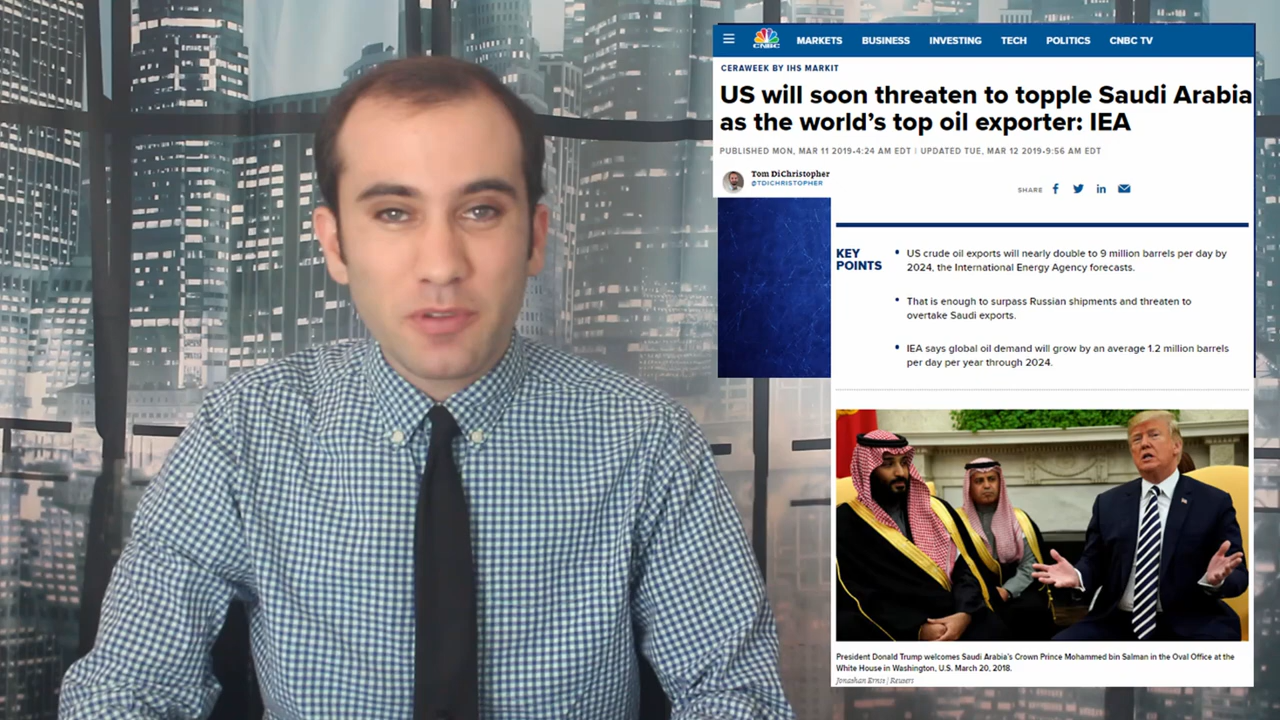 CNBC
MARKETS BUSINESS INVESTING TECH POLITICS CNBC TV
CERAWEEK BY IHS MARKIT
US will soon threaten to topple Saudi Arabia
as the world's top oil exporter: IEA
PUBLISHED MON, MAR 11 2019•4:24 AM EDT | UPDATED TUE, MAR 12 2019•9:56 AM EDT
Tom DiChristopher
@TDICHRISTOPHER
SHARE
KEY
POINTS
• US crude oil exports will nearly double to 9 million barrels per day by
2024, the International Energy Agency forecasts.
• That is enough to surpass Russian shipments and threaten to
overtake Saudi exports.
• IEA says global oil demand will grow by an average 1.2 million barrels
per day per year through 2024.
President Donald Trump welcomes Saudi Arabia's Crown Prince Mohammed bin Salman in the Oval Office at the
White House in Washington, U.S. March 20, 2018.
Jonathan Ernst | Reuters